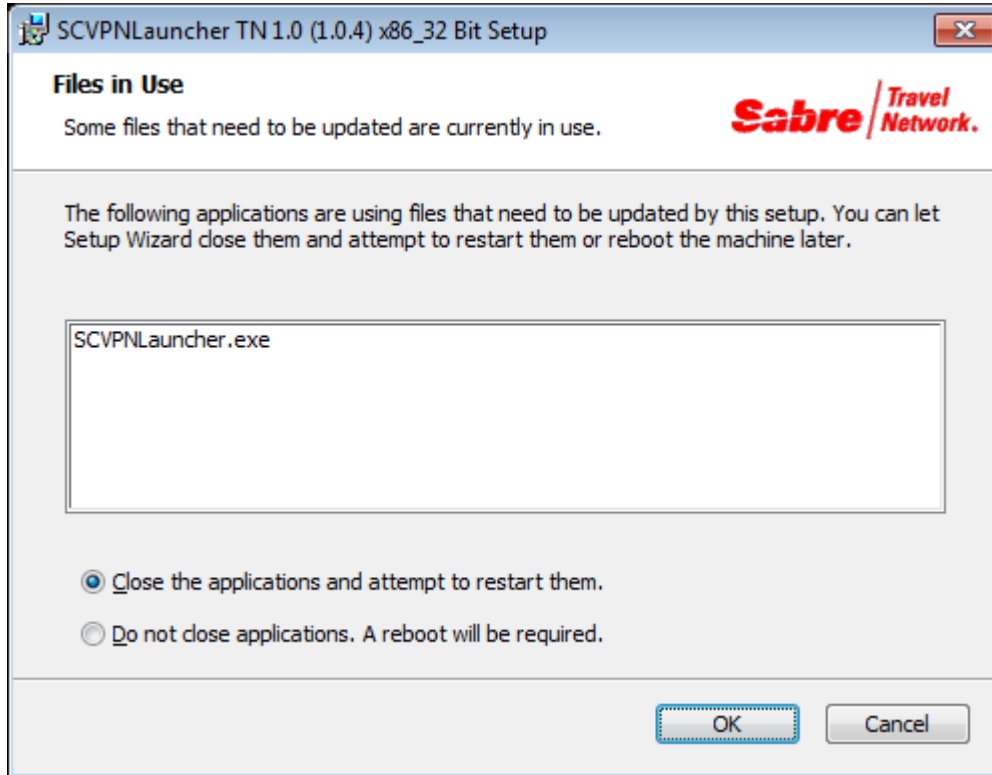 SCVPNLauncher TN 1.0 (1.0.4) x86_32 Bit Setup
Files in Use
Some files that need to be updated are currently in use.
Sabre Travel Network.
The following applications are using files that need to be updated by this setup. You can let
Setup Wizard close them and attempt to restart them or reboot the machine later.
SCVPNLauncher.exe
Close the applications and attempt to restart them.
Do not close applications. A reboot will be required.
OK
Cancel